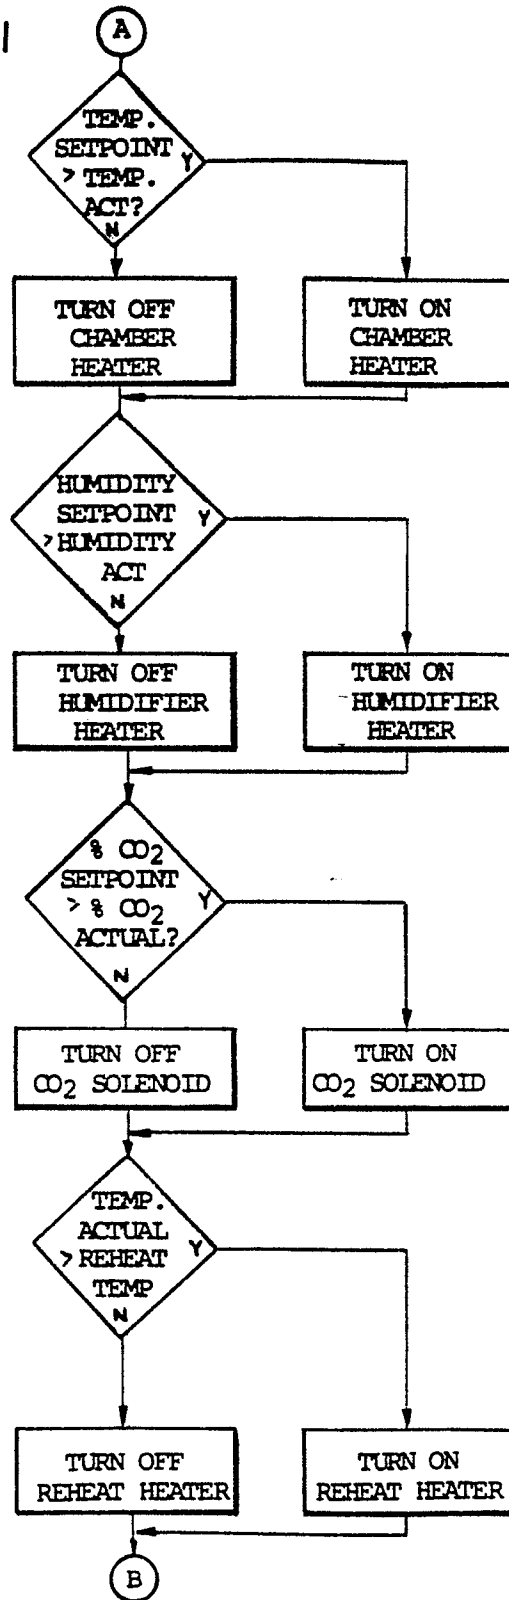 A
TEMP.
SETPOINT Y
> TEMP.
ACT?
N
TURN OFF
CHAMBER
HEATER
TURN ON
CHAMBER
HEATER
HUMIDITY
SETPOINT Y
>HUMIDITY
ACT
N
TURN OFF
HUMIDIFIER
HEATER
TURN ON
HUMIDIFIER
HEATER
% CO₂
SETPOINT
> % CO₂ Y
ACTUAL?
N
TURN OFF
CO₂ SOLENOID
TURN ON
CO₂ SOLENOID
TEMP.
ACTUAL
>REHEAT Y
TEMP
N
TURN OFF
REHEAT HEATER
TURN ON
REHEAT HEATER
B